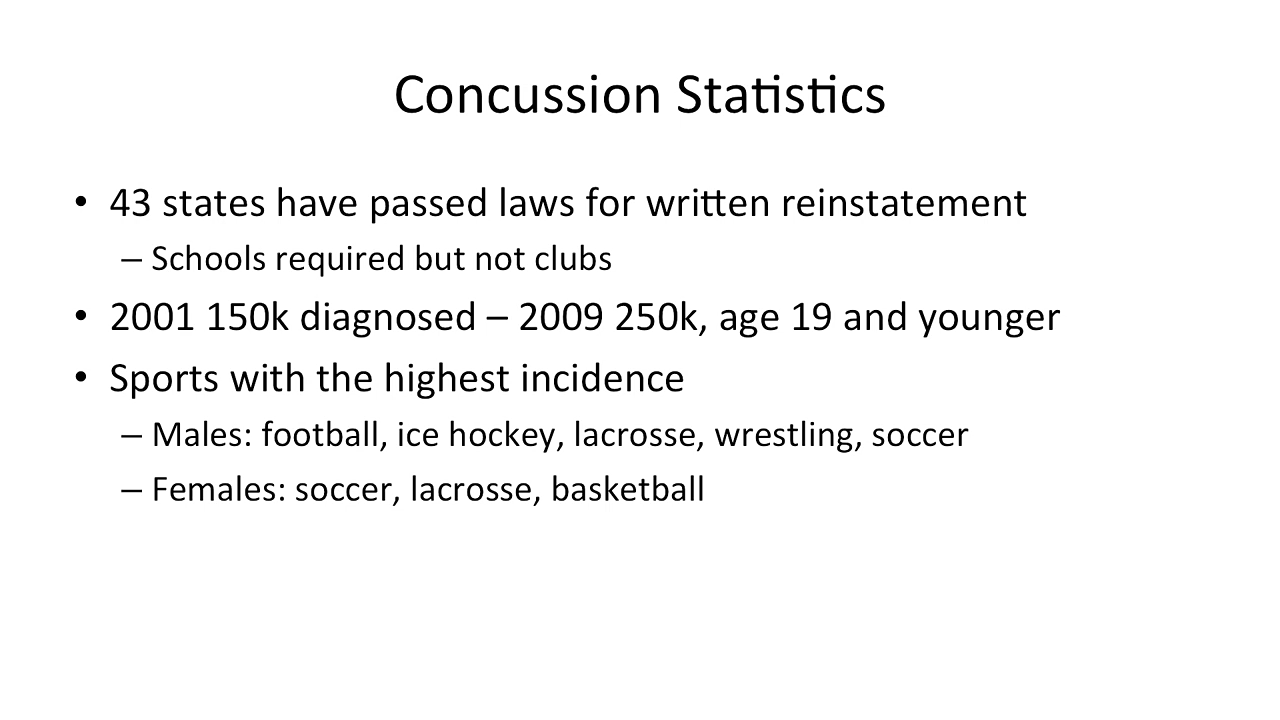 Concussion Statistics
• 43 states have passed laws for written reinstatement
– Schools required but not clubs
• 2001 150k diagnosed – 2009 250k, age 19 and younger
• Sports with the highest incidence
– Males: football, ice hockey, lacrosse, wrestling, soccer
– Females: soccer, lacrosse, basketball